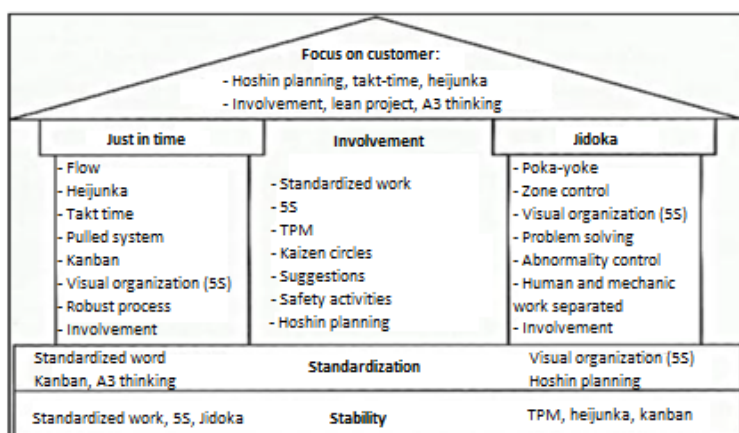 Focus on customer:
- Hoshin planning, takt-time, heijunka
- Involvement, lean project, A3 thinking
Just in time
- Flow
- Heijunka
- Takt time
- Pulled system
- Kanban
- Visual organization (5S)
- Robust process
- Involvement
Involvement
- Standardized work
- 5S
- TPM
- Kaizen circles
- Suggestions
- Safety activities
- Hoshin planning
Jidoka
- Poka-yoke
- Zone control
- Visual organization (5S)
- Problem solving
- Abnormality control
- Human and mechanic
work separated
- Involvement
Standardized word
Kanban, A3 thinking
Standardization
Visual organization (5S)
Hoshin planning
Standardized work, 5S, Jidoka
Stability
TPM, heijunka, kanban